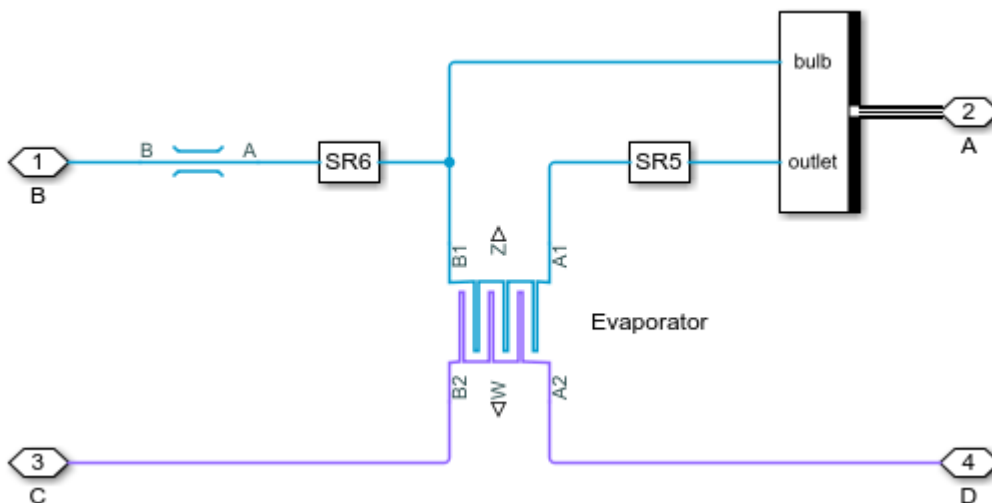 bulb
2
A
B
A
SR6
SR5
outlet
1
B
B1
Z
A1
Evaporator
B2
W
A2
3
C
4
D